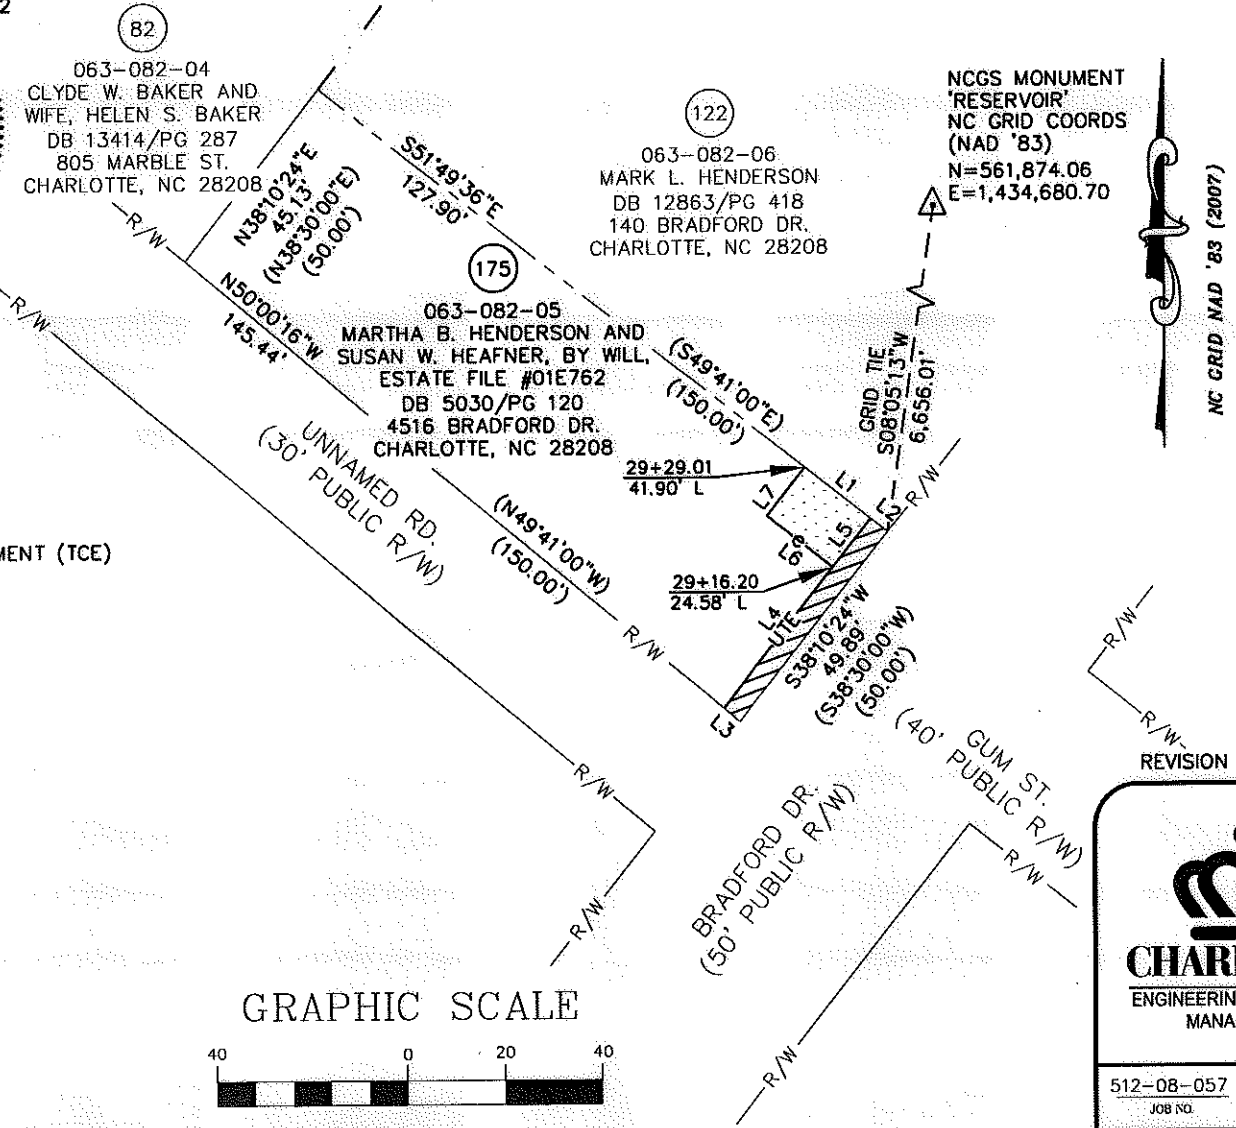 2
82
063-082-04
CLYDE W. BAKER AND
WIFE, HELEN S. BAKER
DB 13414/PG 287
805 MARBLE ST.
CHARLOTTE, NC 28208
122
063-082-06
MARK L. HENDERSON
DB 12863/PG 418
140 BRADFORD DR.
CHARLOTTE, NC 28208
NCGS MONUMENT
'RESERVOIR'
NC GRID COORDS
(NAD '83)
N=561,874.06
E=1,434,680.70
NC GRID NAD '83 (2007)
S51°49'36"E
127.90'
N38°10'24"E
45.13'
(N38°30'00"E)
(50.00')
R/W
R/W
N50°00'16"W
145.44'
175
063-082-05
MARTHA B. HENDERSON AND
SUSAN W. HEAFNER, BY WILL,
ESTATE FILE #01E762
DB 5030/PG 120
4516 BRADFORD DR.
CHARLOTTE, NC 28208
(S49°41'00"E)
(150.00')
GRID TIE
S08°05'13"W
6,656.01'
UNNAMED RD.
(30' PUBLIC R/W)
29+29.01
41.90' L
L1
L2
R/W
L7
L5
L6
(N49°41'00"W)
(150.00')
MENT (TCE)
29+16.20
24.58' L
L4
UTE
S38°10'24"W
49.89'
(S38°30'00"W)
(50.00')
R/W
L3
R/W
R/W
R/W
GUM ST.
(40' PUBLIC R/W)
REVISION
R/W
BRADFORD DR.
(50' PUBLIC R/W)
R/W
R/W
GRAPHIC SCALE
40 0 20 40
R/W
CHAR
ENGINEERIN
MANA
512-08-057
JOB NO.